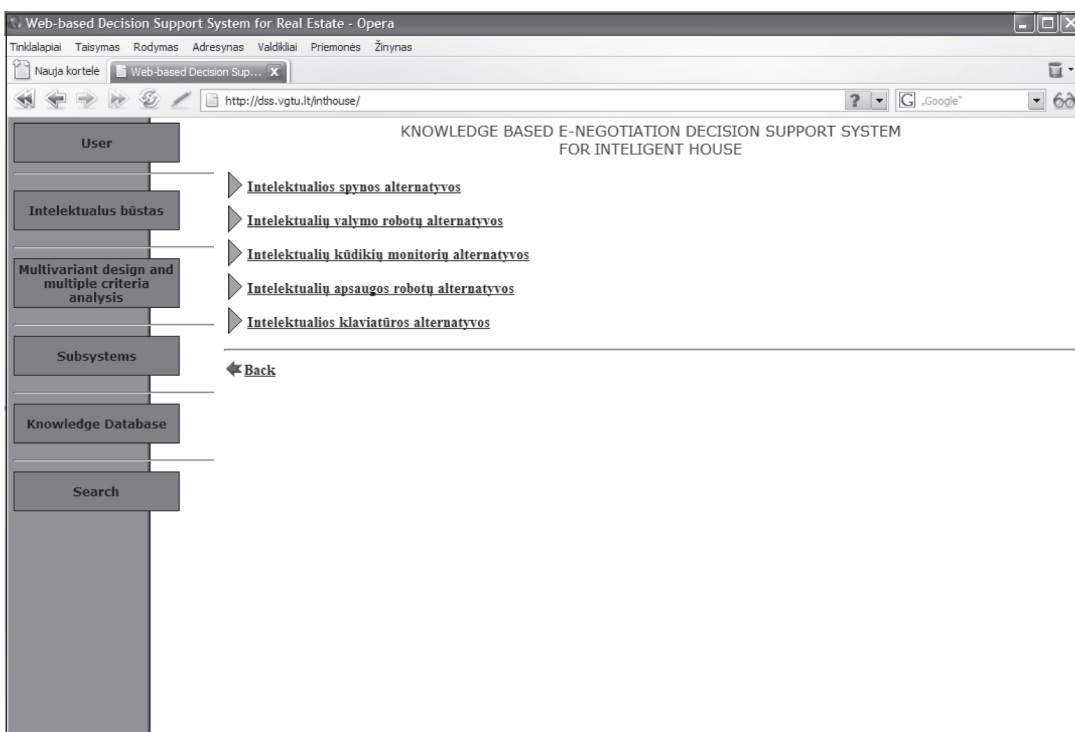 Web-based Decision Support System for Real Estate - Opera
Tinklalapiai Taisymas Rodymas Adresynas Valdikliai Priemonės Žinynas
Nauja kortelė Web-based Decision Sup... X
http://dss.vgtu.lt/inthouse/ ? G „Google"
User
Intelektualus būstas
Multivariant design and
multiple criteria
analysis
Subsystems
Knowledge Database
Search
KNOWLEDGE BASED E-NEGOTIATION DECISION SUPPORT SYSTEM
FOR INTELIGENT HOUSE
Intelektualios spynos alternatyvos
Intelektualių valymo robotų alternatyvos
Intelektualių kūdikių monitorių alternatyvos
Intelektualių apsaugos robotų alternatyvos
Intelektualios klaviatūros alternatyvos
Back